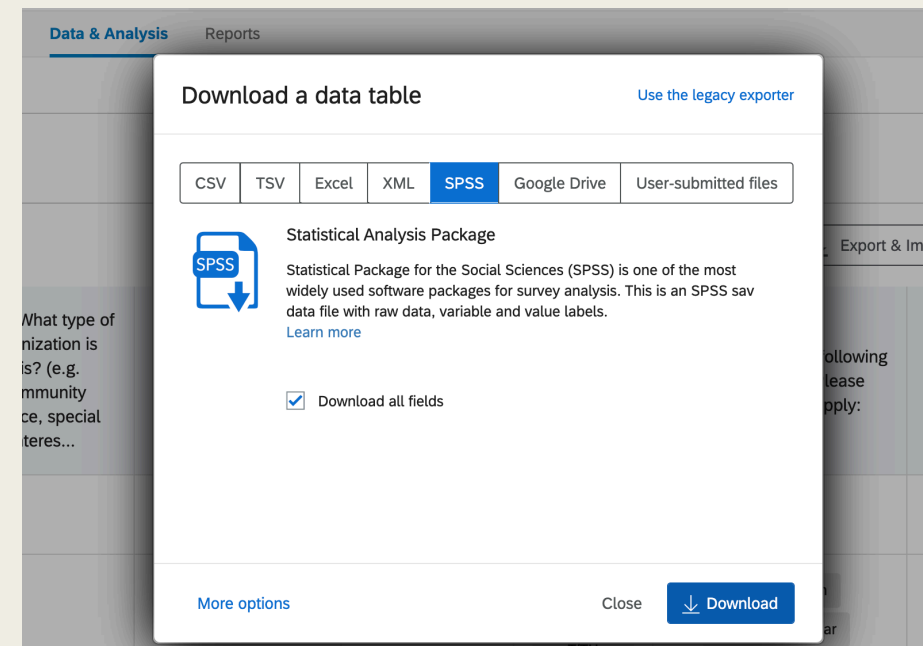 Data & Analysis Reports
Download a data table
Use the legacy exporter
CSV TSV Excel XML SPSS Google Drive User-submitted files
SPSS
Statistical Analysis Package
Statistical Package for the Social Sciences (SPSS) is one of the most
widely used software packages for survey analysis. This is an SPSS sav
data file with raw data, variable and value labels.
Learn more
Download all fields
More options
Close
Download
Export & Im
What type of
nization is
is? (e.g.
mmunity
ce, special
teres...
ollowing
lease
pply:
ar